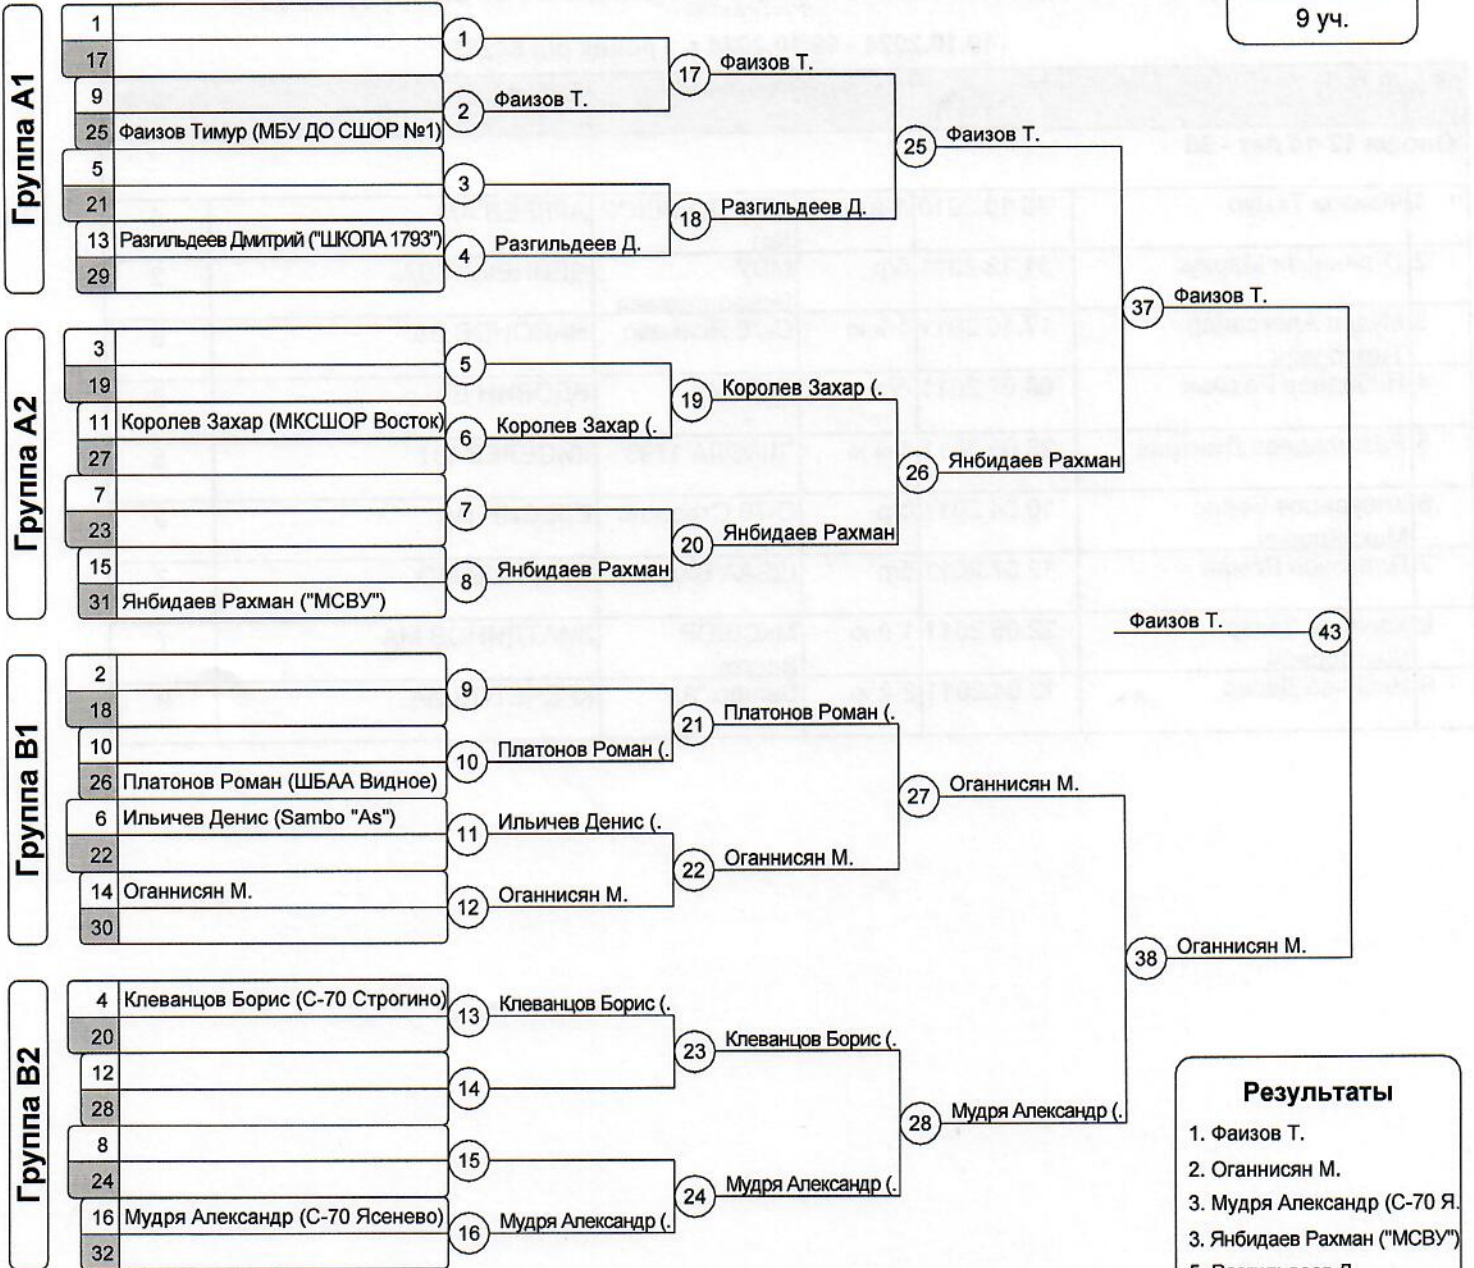 9 уч.
Группа A1
1
17
9
25 Фаизов Тимур (МБУ ДО СШОР №1)
5
21
13 Разгильдеев Дмитрий ("ШКОЛА 1793")
29
1
2 Фаизов Т.
3
4 Разгильдеев Д.
17 Фаизов Т.
18 Разгильдеев Д.
25 Фаизов Т.
Группа A2
3
19
11 Королев Захар (МКСШОР Восток)
27
7
23
15
31 Янбидаев Рахман ("МСВУ")
5
6 Королев Захар (.
7
8 Янбидаев Рахман
19 Королев Захар (.
20 Янбидаев Рахман
26 Янбидаев Рахман
37 Фаизов Т.
Фаизов Т. 43
Группа B1
2
18
10
26 Платонов Роман (ШБАА Видное)
6 Ильичев Денис (Sambo "As")
22
14 Оганнисян М.
30
9
10 Платонов Роман (.
11 Ильичев Денис (.
12 Оганнисян М.
21 Платонов Роман (.
22 Оганнисян М.
27 Оганнисян М.
38 Оганнисян М.
Группа B2
4 Клеванцов Борис (С-70 Строгино)
20
12
28
8
24
16 Мудря Александр (С-70 Ясенево)
32
13 Клеванцов Борис (.
14
15
16 Мудря Александр (.
23 Клеванцов Борис (.
24 Мудря Александр (.
28 Мудря Александр (.
Результаты
1. Фаизов Т.
2. Оганнисян М.
3. Мудря Александр (С-70 Я.
3. Янбидаев Рахман ("МСВУ")